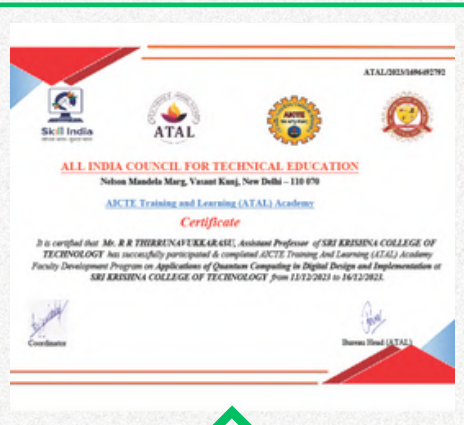 ATAL/2023/1696492792
Skill India
ATAL
AICTE
ALL INDIA COUNCIL FOR TECHNICAL EDUCATION
Nelson Mandela Marg, Vasant Kunj, New Delhi – 110 070
AICTE Training and Learning (ATAL) Academy
Certificate
It is certified that Mr. R R THIRRUNAVUKKARASU, Assistant Professor of SRI KRISHNA COLLEGE OF
TECHNOLOGY has successfully participated & completed AICTE Training And Learning (ATAL) Academy
Faculty Development Program on Applications of Quantum Computing in Digital Design and Implementation at
SRI KRISHNA COLLEGE OF TECHNOLOGY from 11/12/2023 to 16/12/2023.
Coordinator
Bureau Head (ATAL)